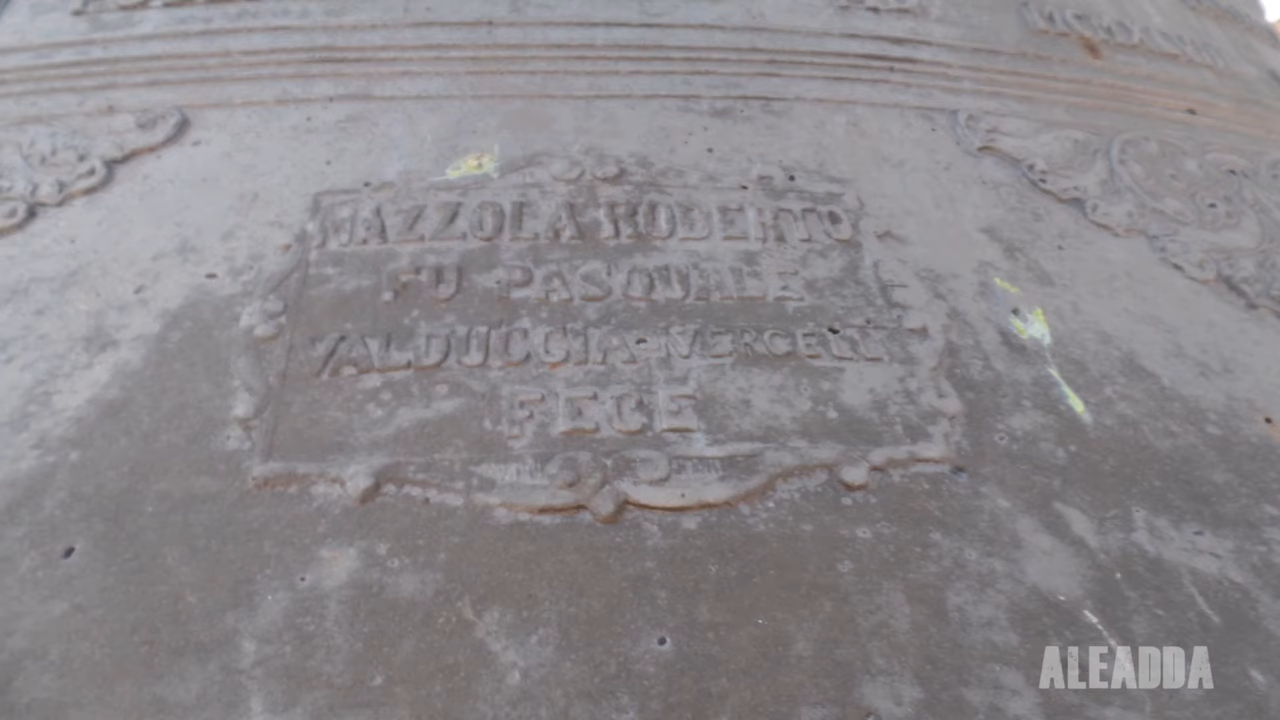 MAZZOLA ROBERTO
FU PASQUALE
VALDUGGIA-VERCELLI
FECE
ALEADDA